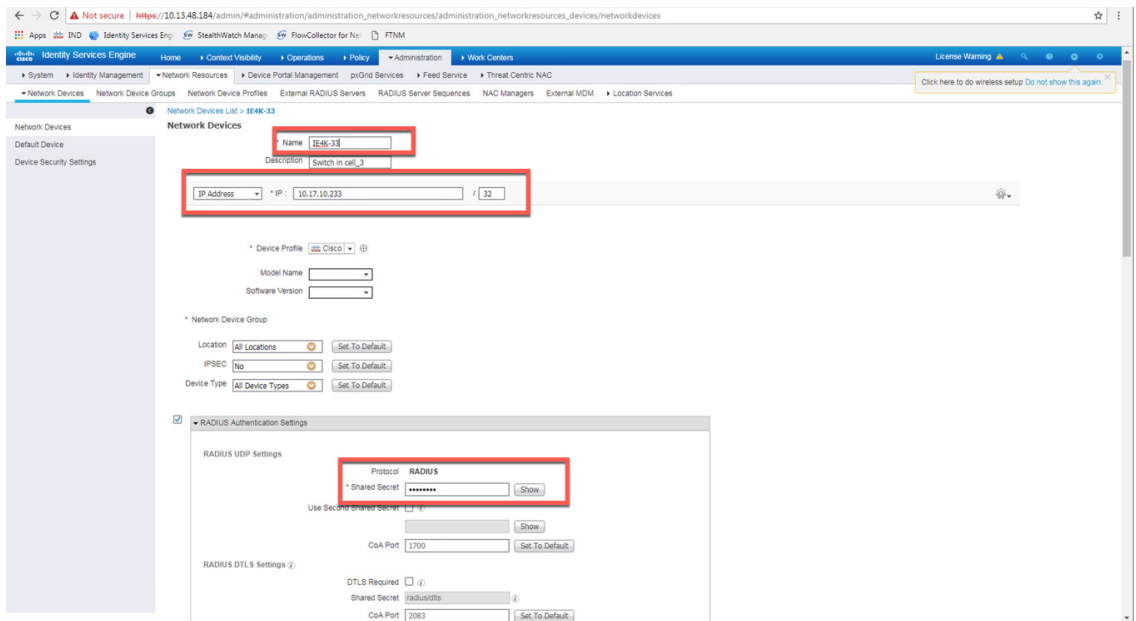 Not secure | https://10.13.48.184/admin/#administration/administration_networkresources/administration_networkresources_devices/networkdevices
Apps IND Identity Services Engi StealthWatch Manag FlowCollector for Net FTNM
cisco Identity Services Engine Home Context Visibility Operations Policy Administration Work Centers License Warning
System Identity Management Network Resources Device Portal Management pxGrid Services Feed Service Threat Centric NAC
Click here to do wireless setup Do not show this again.
Network Devices Network Device Groups Network Device Profiles External RADIUS Servers RADIUS Server Sequences NAC Managers External MDM Location Services
Network Devices
Default Device
Device Security Settings
Network Devices List > IE4K-33
Network Devices
* Name IE4K-33
Description Switch in cell_3
IP Address * IP : 10.17.10.233 / 32
* Device Profile Cisco
Model Name
Software Version
* Network Device Group
Location All Locations Set To Default
IPSEC No Set To Default
Device Type All Device Types Set To Default
RADIUS Authentication Settings
RADIUS UDP Settings
Protocol RADIUS
* Shared Secret •••••••• Show
Use Second Shared Secret
Show
CoA Port 1700 Set To Default
RADIUS DTLS Settings
DTLS Required
Shared Secret radius/dtls
CoA Port 2083 Set To Default